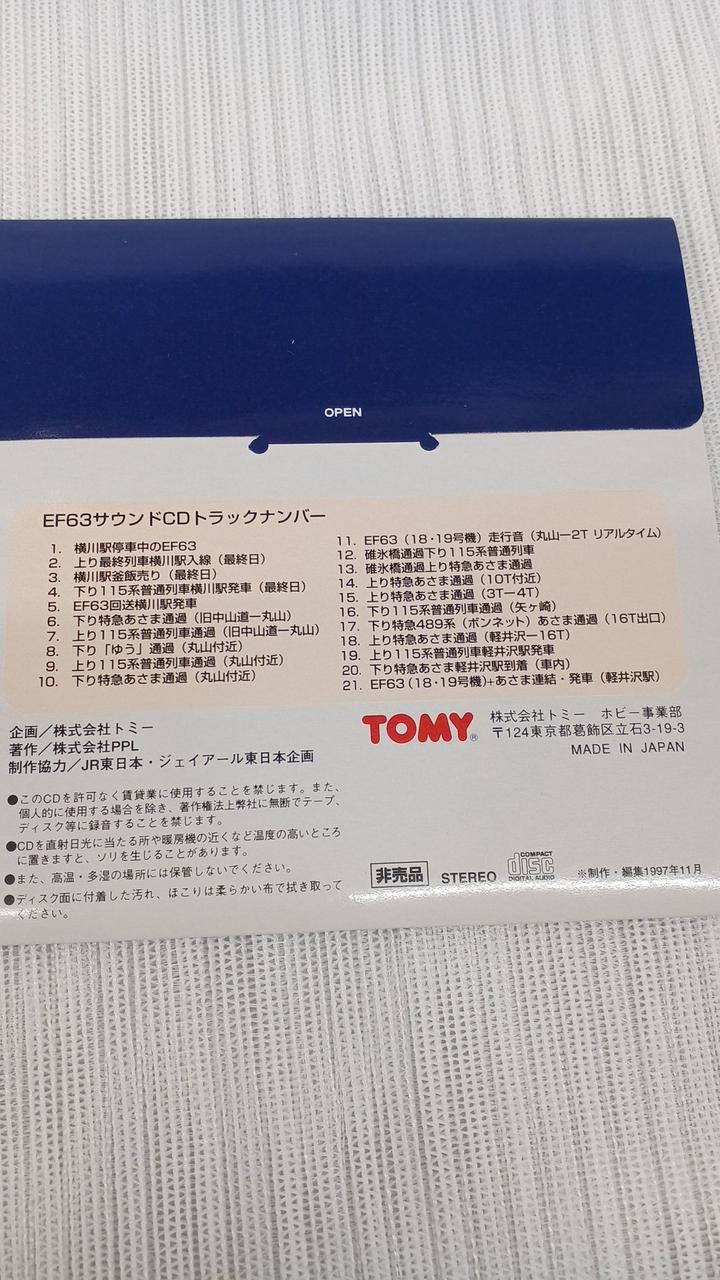 OPEN
EF63サウンドCDトラックナンバー
1. 横川駅停車中のEF63
2. 上り最終列車横川駅入線（最終日）
3. 横川駅釜飯売り（最終日）
4. 下り115系普通列車横川駅発車（最終日）
5. EF63回送横川駅発車
6. 下り特急あさま通過（旧中山道ー丸山）
7. 上り115系普通列車通過（旧中山道ー丸山）
8. 下り「ゆう」通過（丸山付近）
9. 上り115系普通列車通過（丸山付近）
10. 下り特急あさま通過（丸山付近）
11. EF63（18・19号機）走行音（丸山ー2T リアルタイム）
12. 碓氷橋通過下り115系普通列車
13. 碓氷橋通過上り特急あさま通過
14. 上り特急あさま通過（10T付近）
15. 上り特急あさま通過（3Tー4T）
16. 下り115系普通列車通過（矢ヶ崎）
17. 下り特急489系（ボンネット）あさま通過（16T出口）
18. 上り特急あさま通過（軽井沢ー16T）
19. 上り115系普通列車軽井沢駅発車
20. 下り特急あさま軽井沢駅到着（車内）
21. EF63（18・19号機）+あさま連結・発車（軽井沢駅）
企画／株式会社トミー
著作／株式会社PPL
制作協力／JR東日本・ジェイアール東日本企画
TOMY®
株式会社トミー ホビー事業部
〒124東京都葛飾区立石3-19-3
MADE IN JAPAN
●このCDを許可なく賃貸業に使用することを禁じます。また、
個人的に使用する場合を除き、著作権法上弊社に無断でテープ、
ディスク等に録音することを禁じます。
●CDを直射日光に当たる所や暖房機の近くなど温度の高いところ
に置きますと、ソリを生じることがあります。
●また、高温・多湿の場所には保管しないでください。
●ディスク面に付着した汚れ、ほこりは柔らかい布で拭き取って
ください。
非売品
STEREO
COMPACT
disc
DIGITAL AUDIO
※制作・編集1997年11月